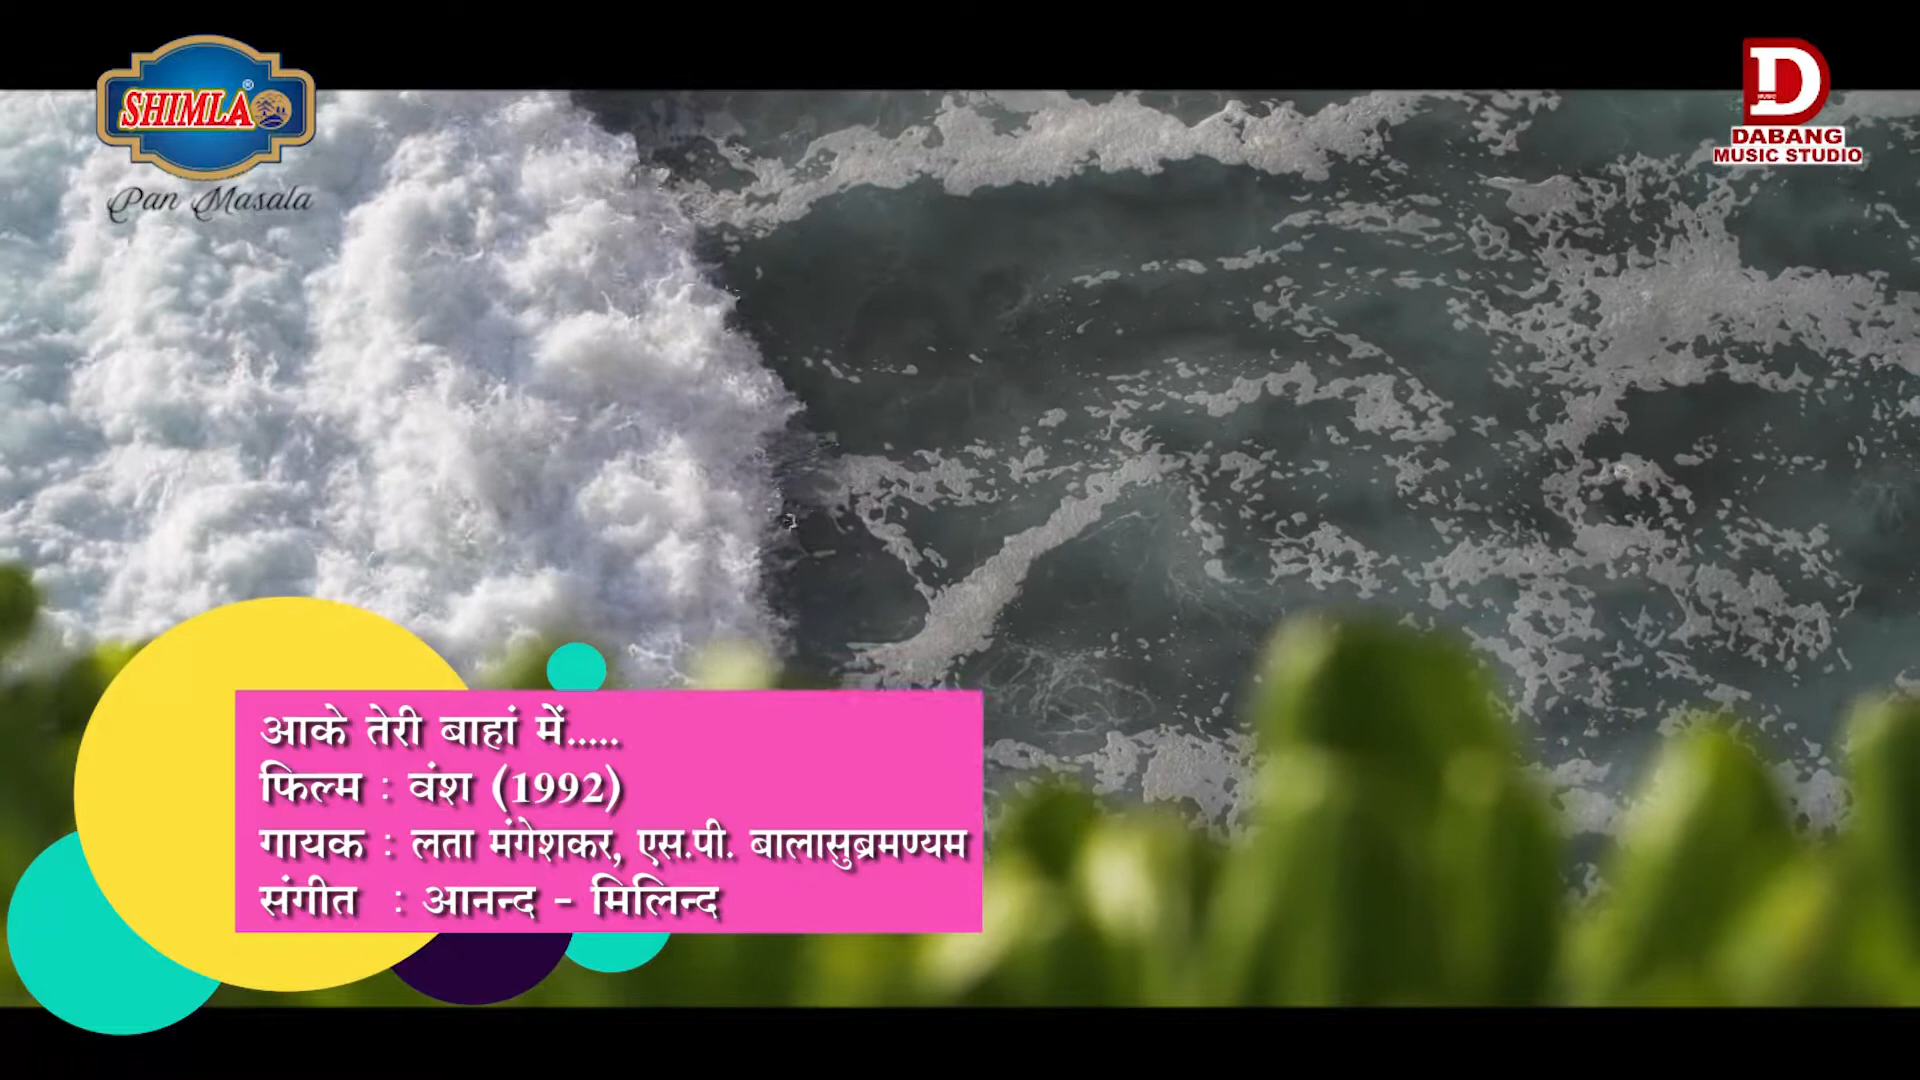 SHIMLA®
Pan Masala
D
MUSIC
DABANG
MUSIC STUDIO
आके तेरी बाहां में.....
फिल्म : वंश (1992)
गायक : लता मंगेशकर, एस.पी. बालासुब्रमण्यम
संगीत : आनन्द - मिलिन्द